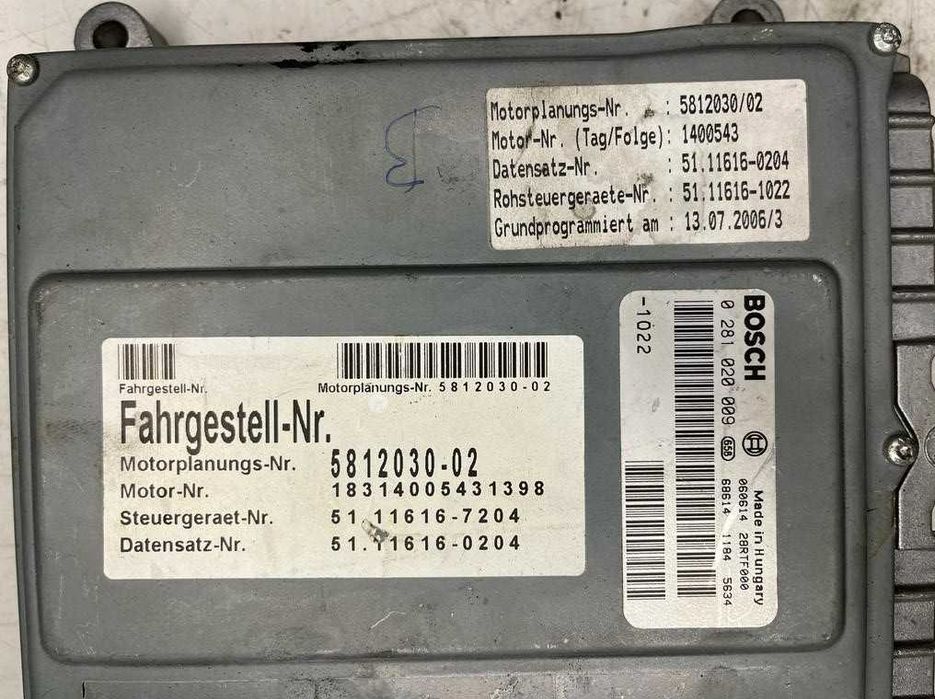 B
Motorplanungs-Nr. : 5812030/02
Motor-Nr. (Tag/Folge): 1400543
Datensatz-Nr. : 51.11616-0204
Rohsteuergeraete-Nr. : 51.11616-1022
Grundprogrammiert am : 13.07.2006/3
Fahrgestell-Nr.
Motorplanungs-Nr. 5812030-02
Fahrgestell-Nr.
Motorplanungs-Nr. 5812030-02
Motor-Nr. 18314005431398
Steuergeraet-Nr. 51.11616-7204
Datensatz-Nr. 51.11616-0204
BOSCH
0 281 020 009 658
-1022
Made in Hungary
060614 28RTF000
68614 1184 5634